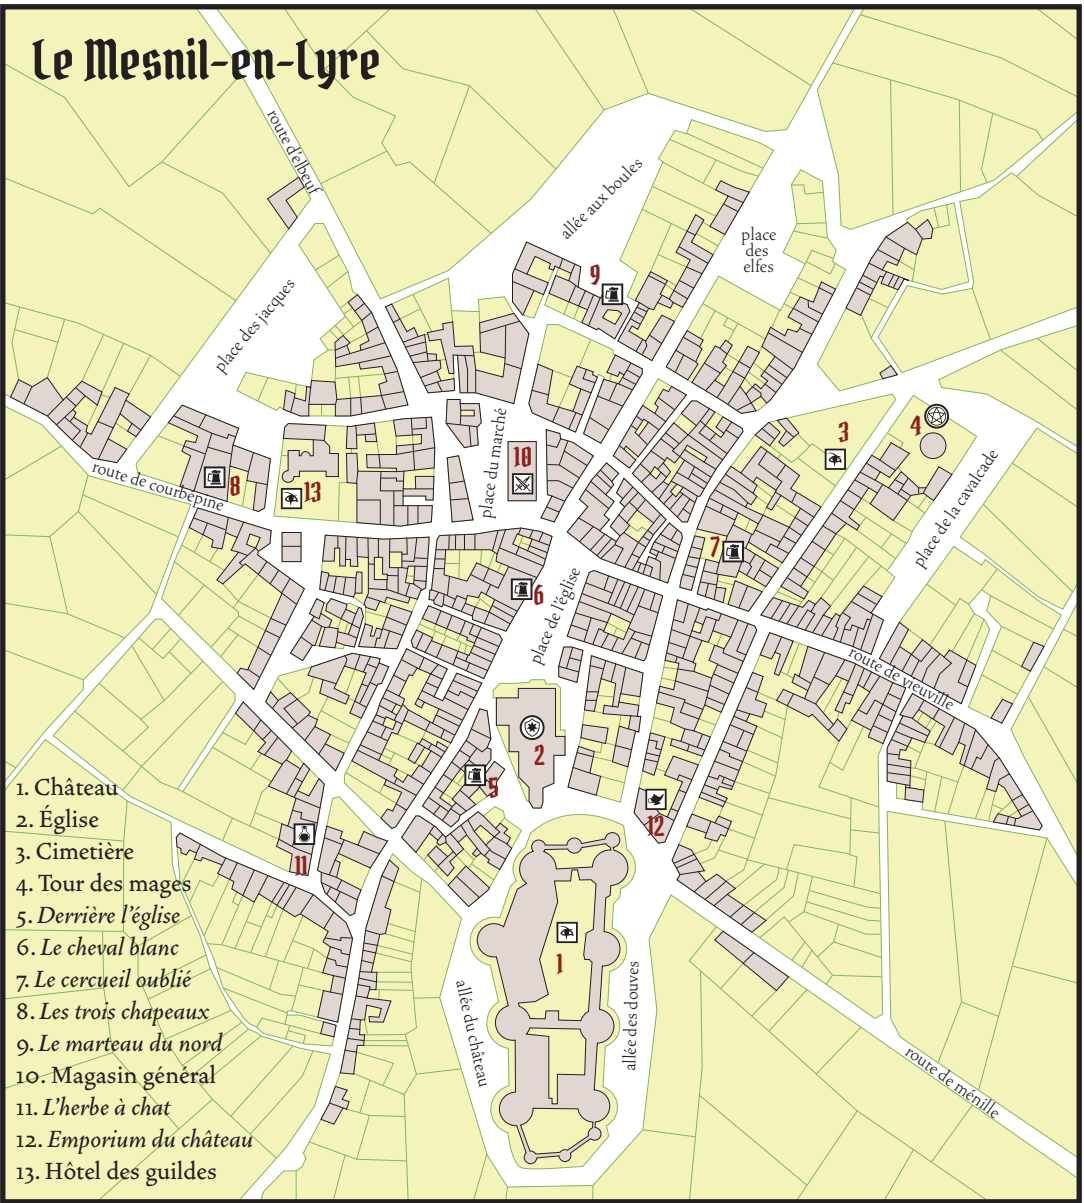 Le Mesnil-en-Lyre
route d'elbeuf
allée aux boules
place
des
elfes
9
place des jacques
place du marché
10
3
4
route de courbépine
8
13
place de la cavalcade
7
6
place de l'église
route de vieuville
2
5
12
11
1
allée du château
allée des douves
route de ménille
1. Château
2. Église
3. Cimetière
4. Tour des mages
5. Derrière l'église
6. Le cheval blanc
7. Le cercueil oublié
8. Les trois chapeaux
9. Le marteau du nord
10. Magasin général
11. L'herbe à chat
12. Emporium du château
13. Hôtel des guildes